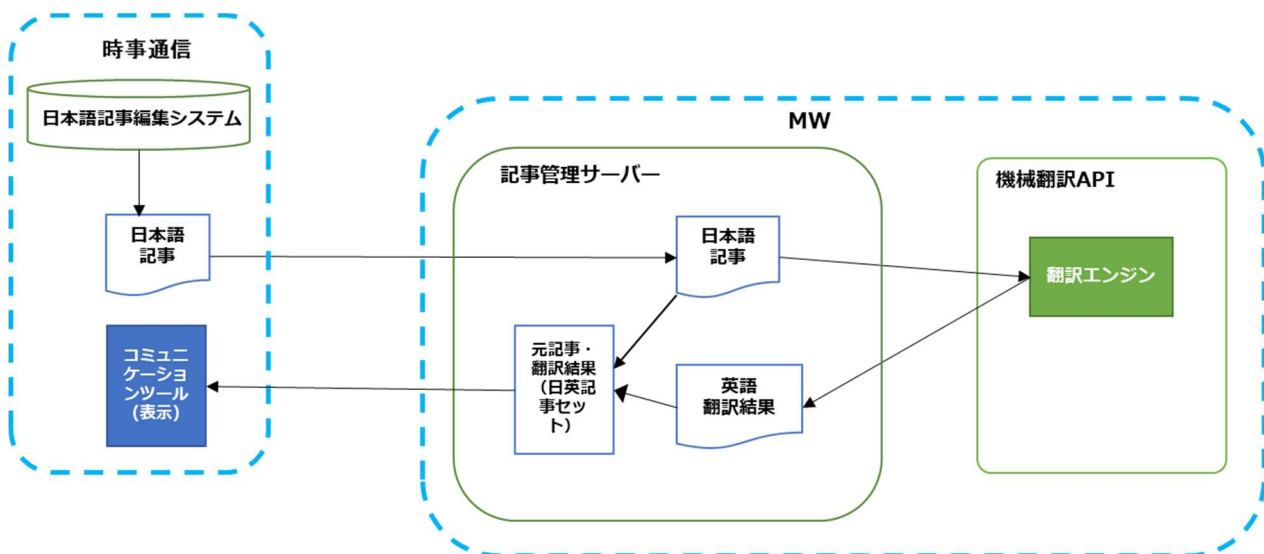 時事通信
日本語記事編集システム
日本語
記事
コミュニ
ケーショ
ンツール
(表示)
MW
記事管理サーバー
日本語
記事
元記事・
翻訳結果
（日英記
事セッ
ト）
英語
翻訳結果
機械翻訳API
翻訳エンジン